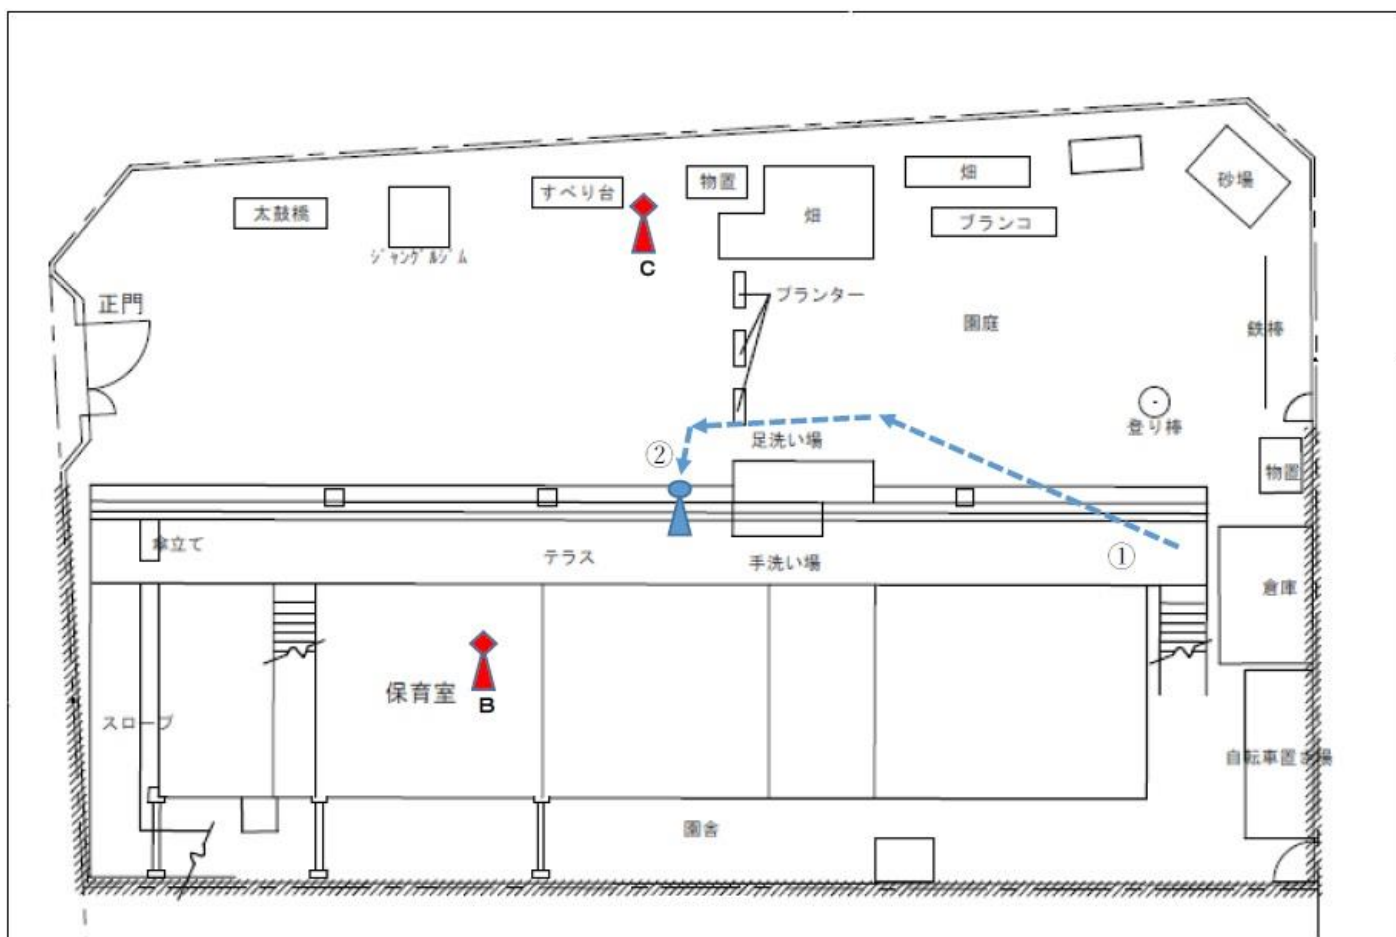 物置
畑
砂場
すべり台
太鼓橋
畑
ブランコ
ｼﾞｬﾝｸﾞﾙｼﾞﾑ
C
正門
プランター
園庭
鉄棒
登り棒
足洗い場
②
物置
傘立て
テラス
手洗い場
①
倉庫
保育室
B
スロープ
自転車置き場
園舎